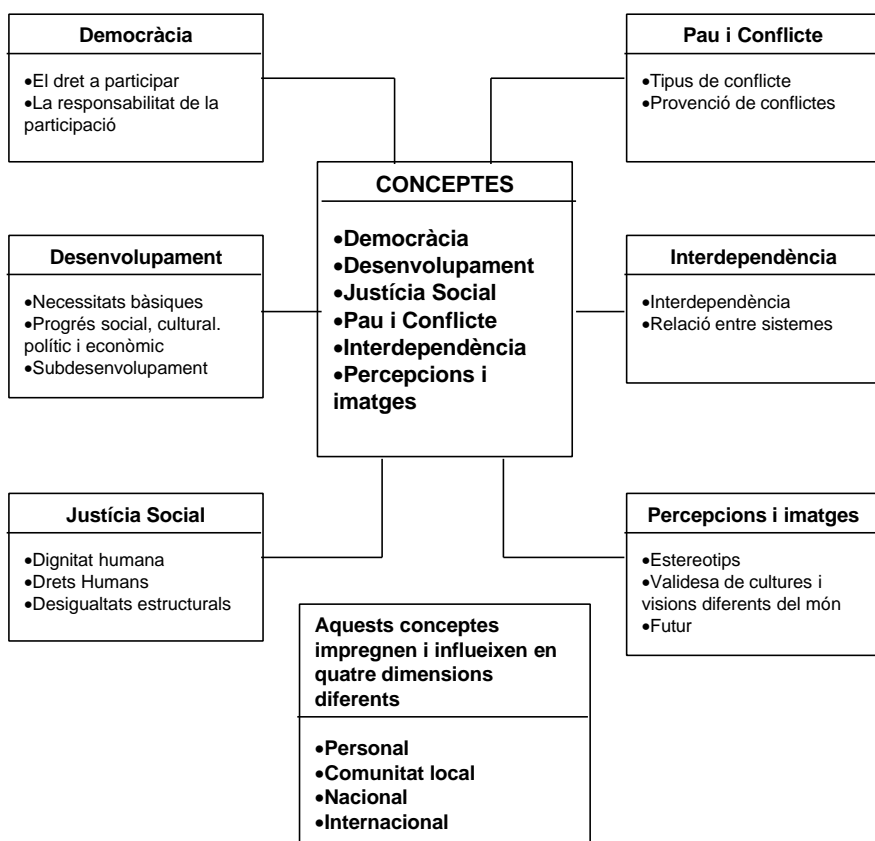 Democràcia
•El dret a participar
•La responsabilitat de la
participació
Pau i Conflicte
•Tipus de conflicte
•Provenció de conflictes
CONCEPTES
•Democràcia
•Desenvolupament
•Justícia Social
•Pau i Conflicte
•Interdependència
•Percepcions i
imatges
Desenvolupament
•Necessitats bàsiques
•Progrés social, cultural.
polític i econòmic
•Subdesenvolupament
Interdependència
•Interdependència
•Relació entre sistemes
Justícia Social
•Dignitat humana
•Drets Humans
•Desigualtats estructurals
Percepcions i imatges
•Estereotips
•Validesa de cultures i
visions diferents del món
•Futur
Aquests conceptes
impregnen i influeixen en
quatre dimensions
diferents
•Personal
•Comunitat local
•Nacional
•Internacional